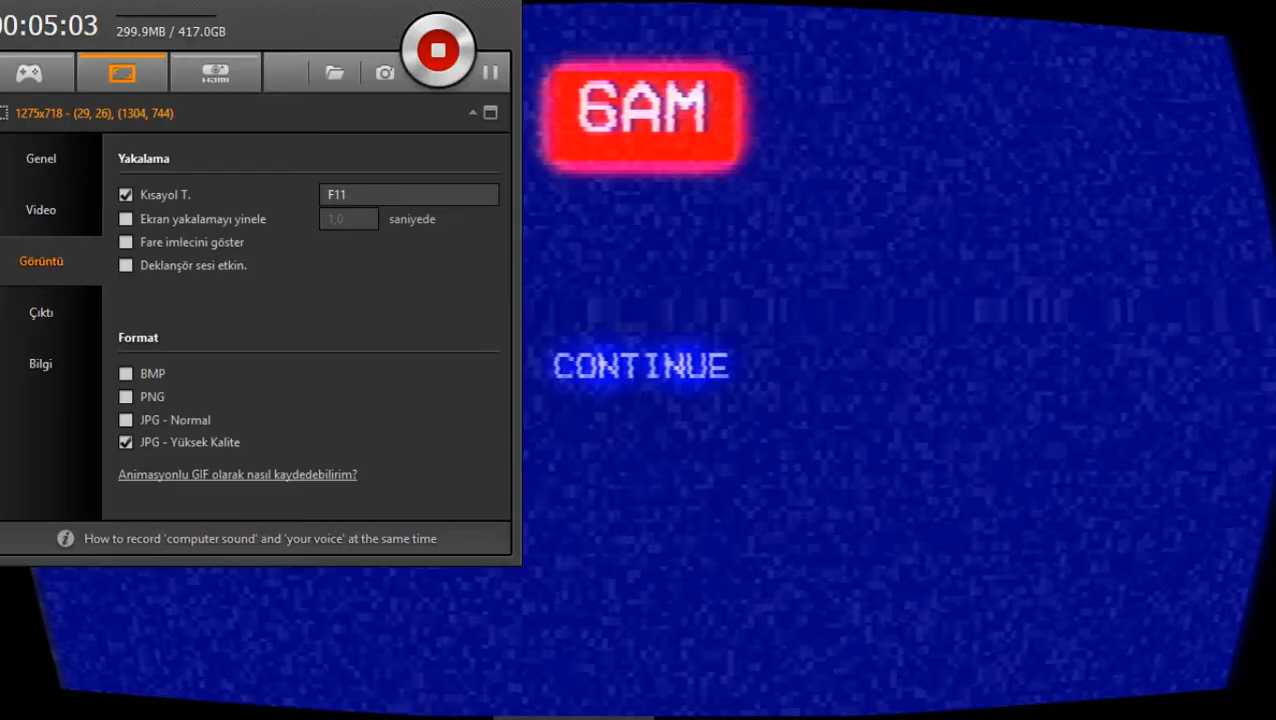 00:05:03
299.9MB / 417.0GB
HDMI
1275x718 - (29, 26), (1304, 744)
Genel
Video
Görüntü
Çıktı
Bilgi
Yakalama
Kısayol T.
F11
Ekran yakalamayı yinele
1,0
saniyede
Fare imlecini göster
Deklanşör sesi etkin.
Format
BMP
PNG
JPG - Normal
JPG - Yüksek Kalite
Animasyonlu GIF olarak nasıl kaydedebilirim?
How to record 'computer sound' and 'your voice' at the same time
6AM
CONTINUE